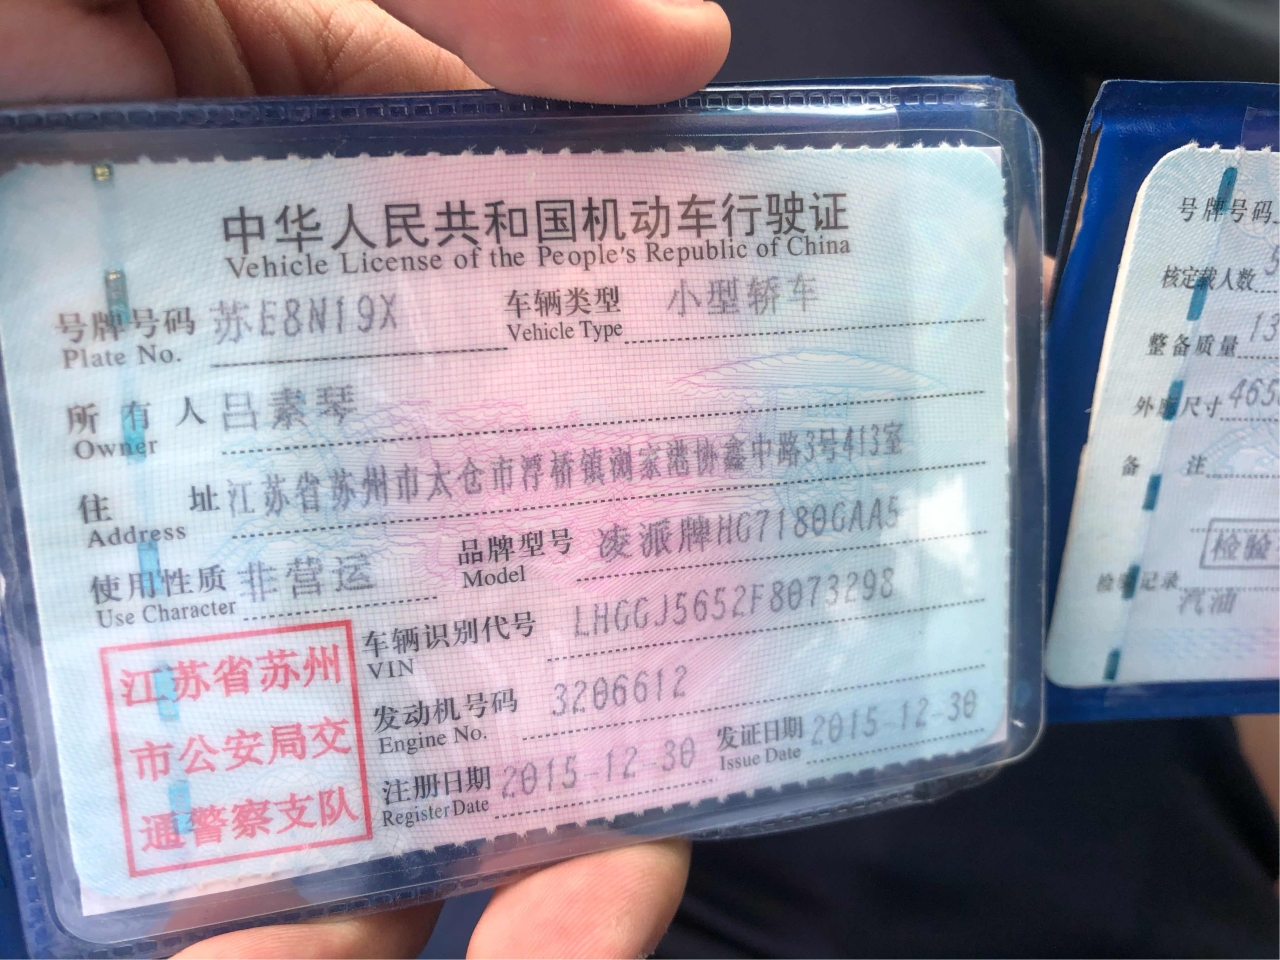 中华人民共和国机动车行驶证
Vehicle License of the People's Republic of China
号牌号码 苏E8N19X 车辆类型 小型轿车
Plate No. Vehicle Type
所有人 吕素琴
Owner
住址 江苏省苏州市太仓市浮桥镇浏家港协鑫中路3号413室
Address
使用性质 非营运 品牌型号 凌派牌HG7180GAA5
Use Character Model
车辆识别代号 LHGGJ5652F8073298
VIN
发动机号码 3206612
Engine No.
注册日期 2015-12-30 发证日期 2015-12-30
Register Date Issue Date
江苏省苏州
市公安局交
通警察支队
号牌号码
核定载人数 5
整备质量 13
外廓尺寸 465
备注
检验
检验记录
汽油